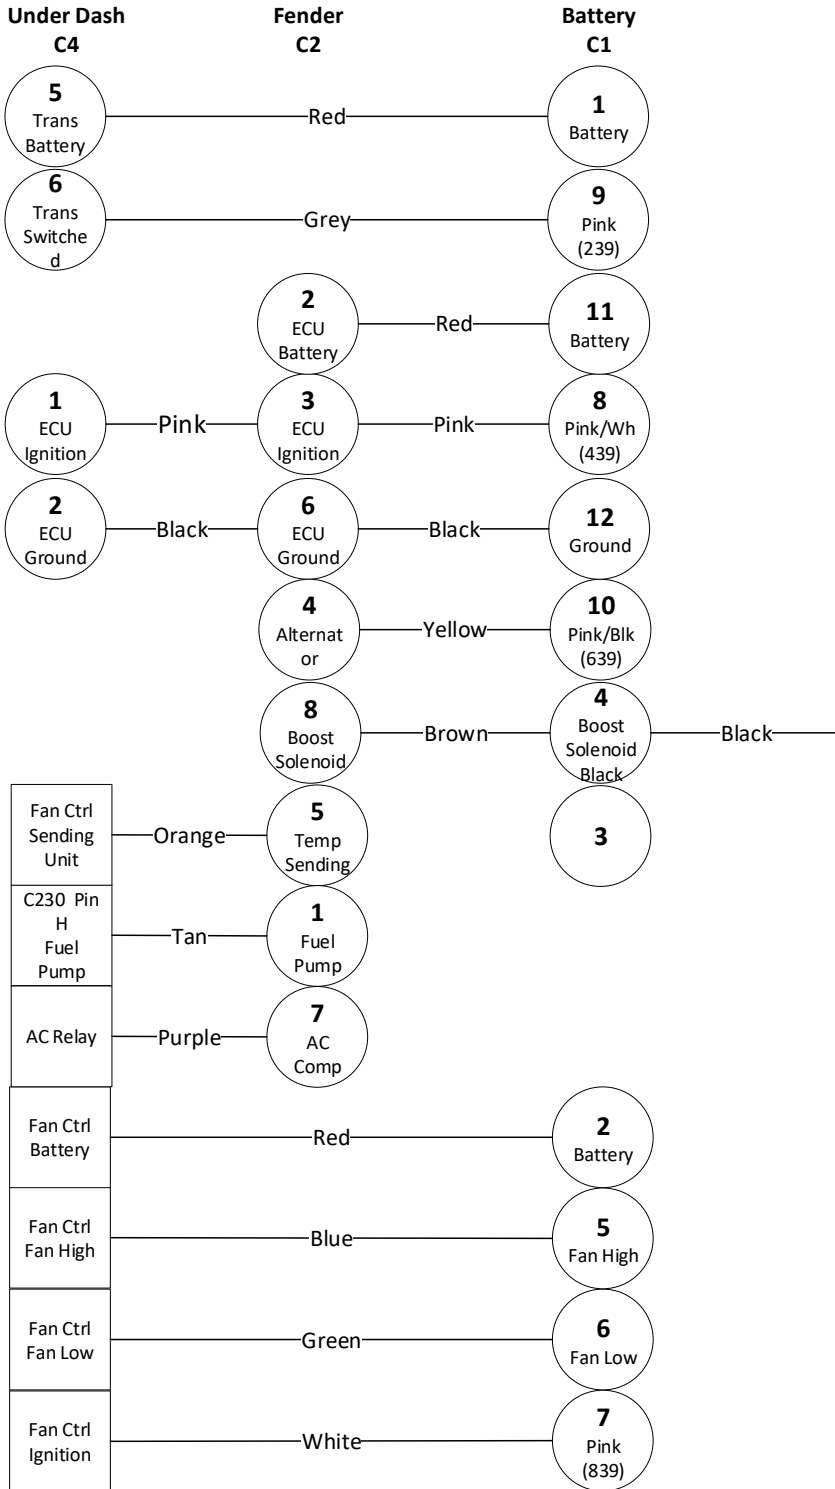 Under Dash
C4
Fender
C2
Battery
C1
5
Trans
Battery
Red
1
Battery
6
Trans
Switche
d
Grey
9
Pink
(239)
2
ECU
Battery
Red
11
Battery
1
ECU
Ignition
Pink
3
ECU
Ignition
Pink
8
Pink/Wh
(439)
2
ECU
Ground
Black
6
ECU
Ground
Black
12
Ground
4
Alternat
or
Yellow
10
Pink/Blk
(639)
8
Boost
Solenoid
Brown
4
Boost
Solenoid
Black
Black
Fan Ctrl
Sending
Unit
Orange
5
Temp
Sending
3
C230 Pin
H
Fuel
Pump
Tan
1
Fuel
Pump
AC Relay
Purple
7
AC
Comp
Fan Ctrl
Battery
Red
2
Battery
Fan Ctrl
Fan High
Blue
5
Fan High
Fan Ctrl
Fan Low
Green
6
Fan Low
Fan Ctrl
Ignition
White
7
Pink
(839)